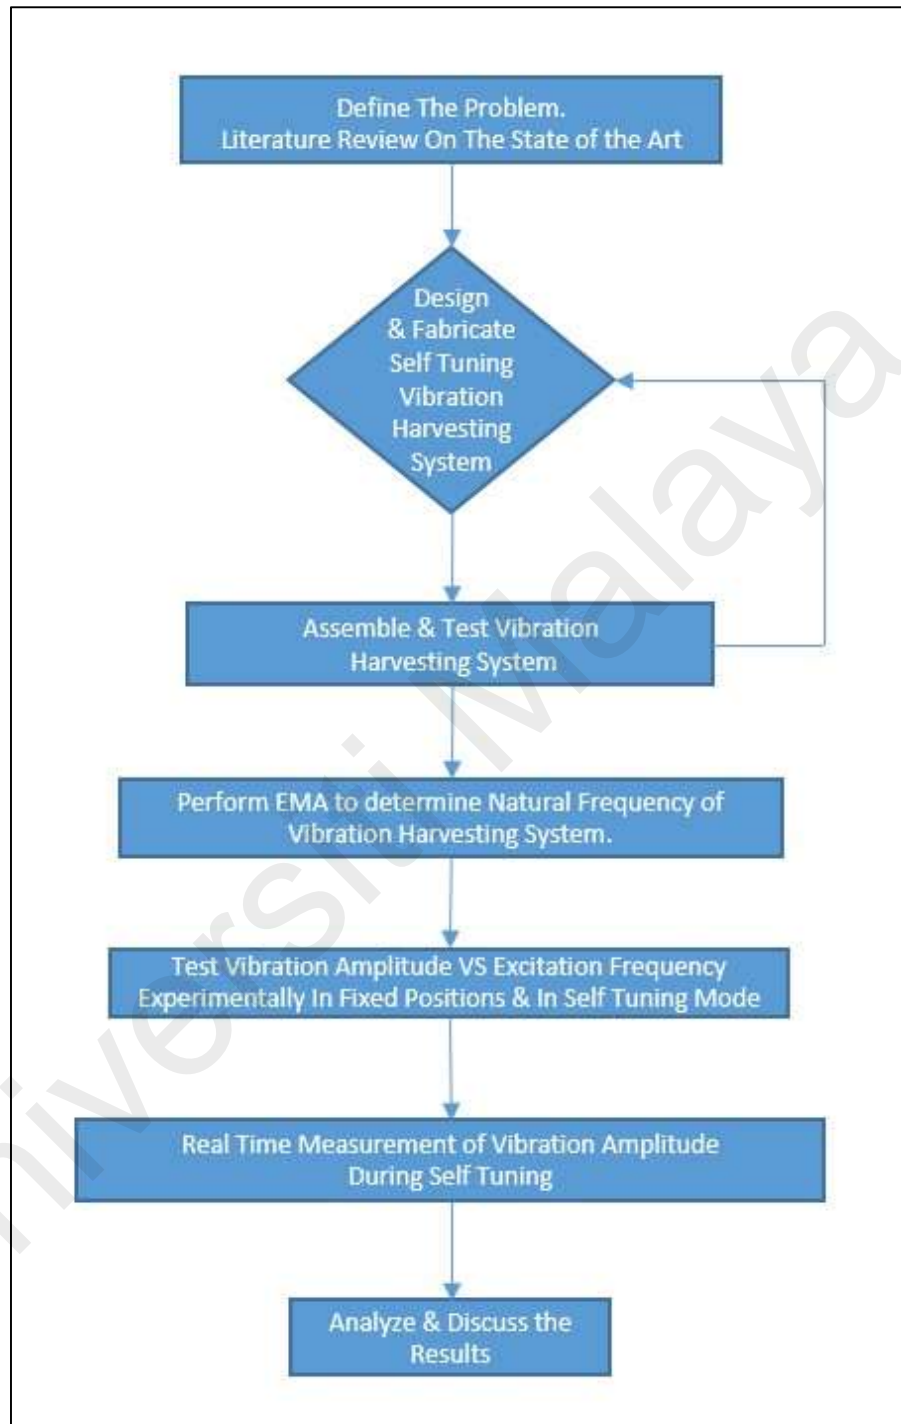 Define The Problem.
Literature Review On The State of the Art
Design
& Fabricate
Self Tuning
Vibration
Harvesting
System
Assemble & Test Vibration
Harvesting System
Perform EMA to determine Natural Frequency of
Vibration Harvesting System.
Test Vibration Amplitude VS Excitation Frequency
Experimentally In Fixed Positions & In Self Tuning Mode
Real Time Measurement of Vibration Amplitude
During Self Tuning
Analyze & Discuss the
Results
niversiti Malaya